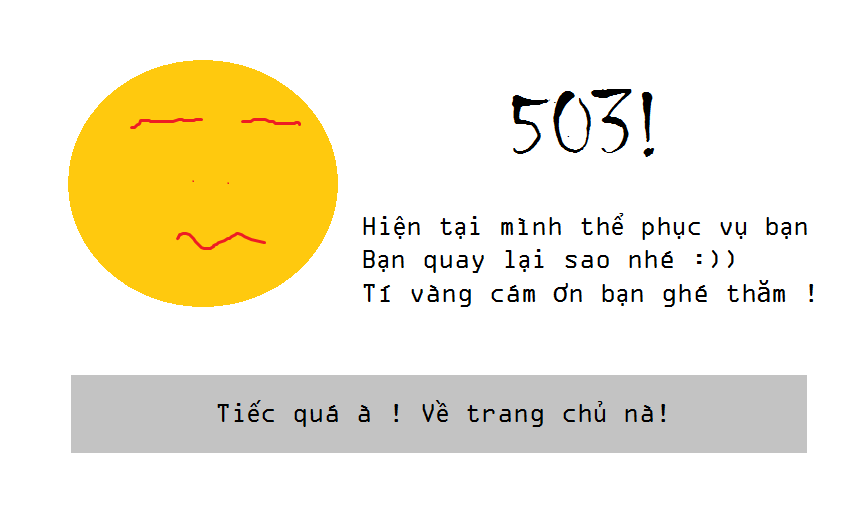 503!
Hiện tại mình thể phục vụ bạn
Bạn quay lại sao nhé :))
Tí vàng cám ơn bạn ghé thăm !
Tiếc quá à ! Về trang chủ nà!